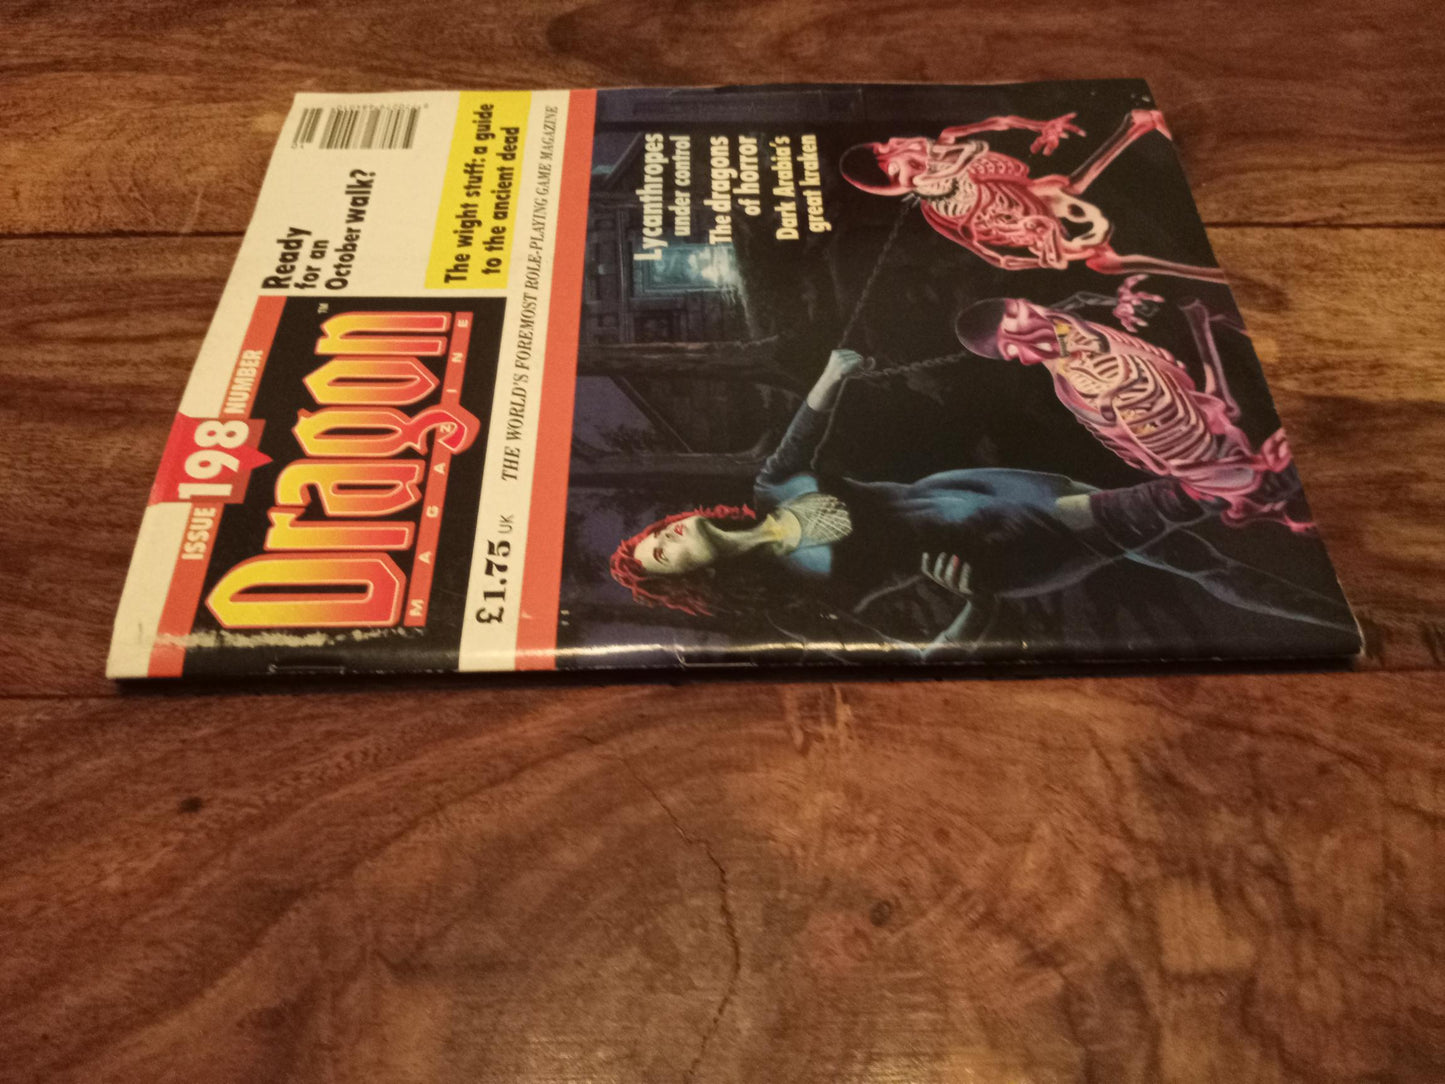 ISSUE 198 NUMBER
Dragon™
MAGAZINE
Ready
for an
October walk?
The wight stuff: a guide
to the ancient dead
£1.75 UK
THE WORLD'S FOREMOST ROLE-PLAYING GAME MAGAZINE
Lycanthropes
under control
The dragons
of horror
Dark Arabia's
great kraken